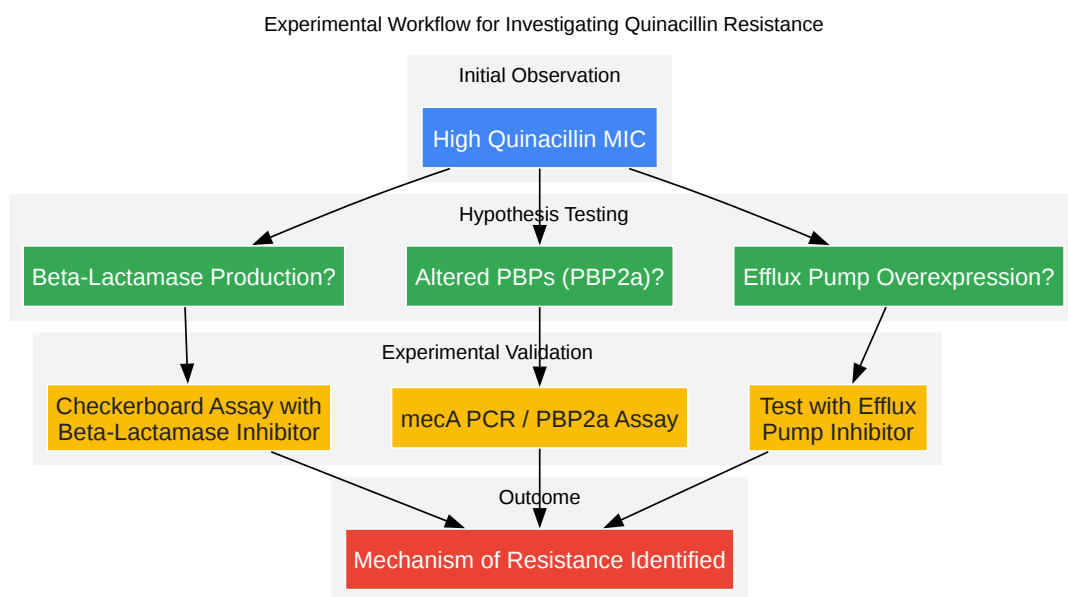 Experimental Workflow for Investigating Quinacillin Resistance
Initial Observation
High Quinacillin MIC
Hypothesis Testing
Beta-Lactamase Production?
Altered PBPs (PBP2a)?
Efflux Pump Overexpression?
Experimental Validation
Checkerboard Assay with
Beta-Lactamase Inhibitor
mecA PCR / PBP2a Assay
Test with Efflux
Pump Inhibitor
Outcome
Mechanism of Resistance Identified